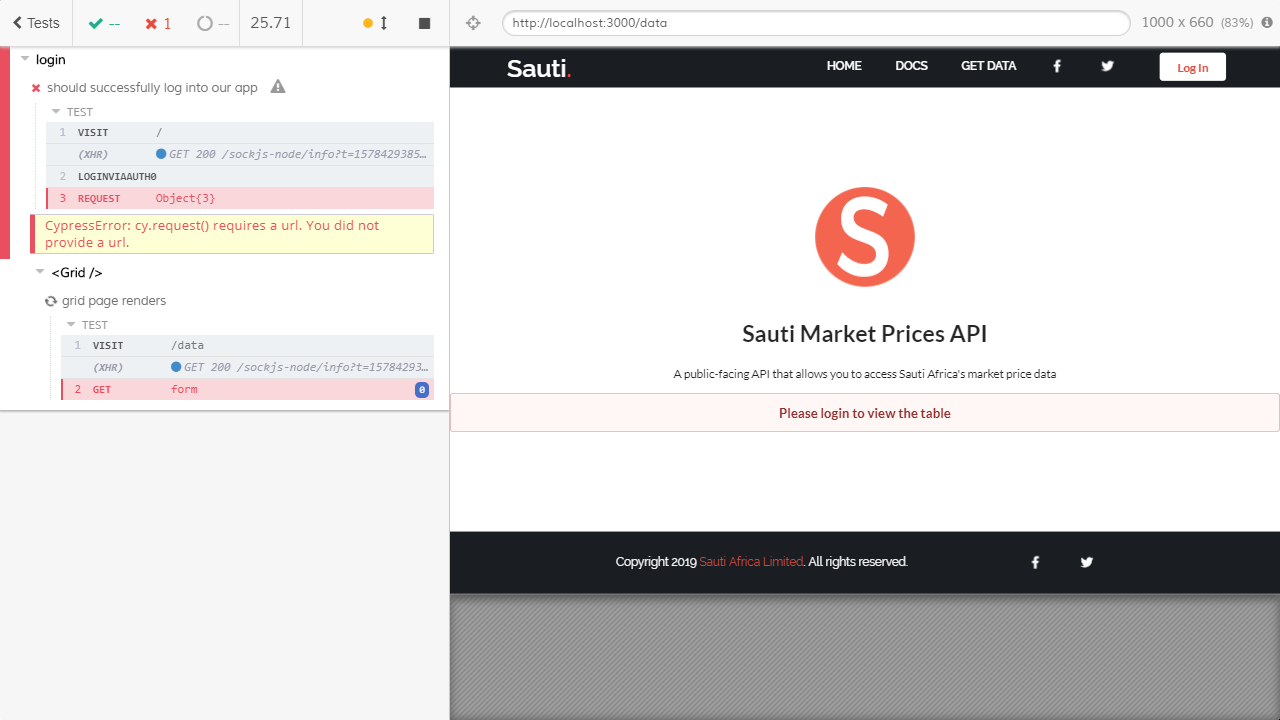 Tests
--
1
--
25.71
http://localhost:3000/data
1000 x 660 (83%)
login
should successfully log into our app
TEST
1 VISIT /
(XHR) GET 200 /sockjs-node/info?t=1578429385…
2 LOGINVIAAUTH0
3 REQUEST Object{3}
CypressError: cy.request() requires a url. You did not
provide a url.
<Grid />
grid page renders
TEST
1 VISIT /data
(XHR) GET 200 /sockjs-node/info?t=15784293…
2 GET form 0
Sauti.
HOME DOCS GET DATA Log In
S
Sauti Market Prices API
A public-facing API that allows you to access Sauti Africa's market price data
Please login to view the table
Copyright 2019 Sauti Africa Limited. All rights reserved.